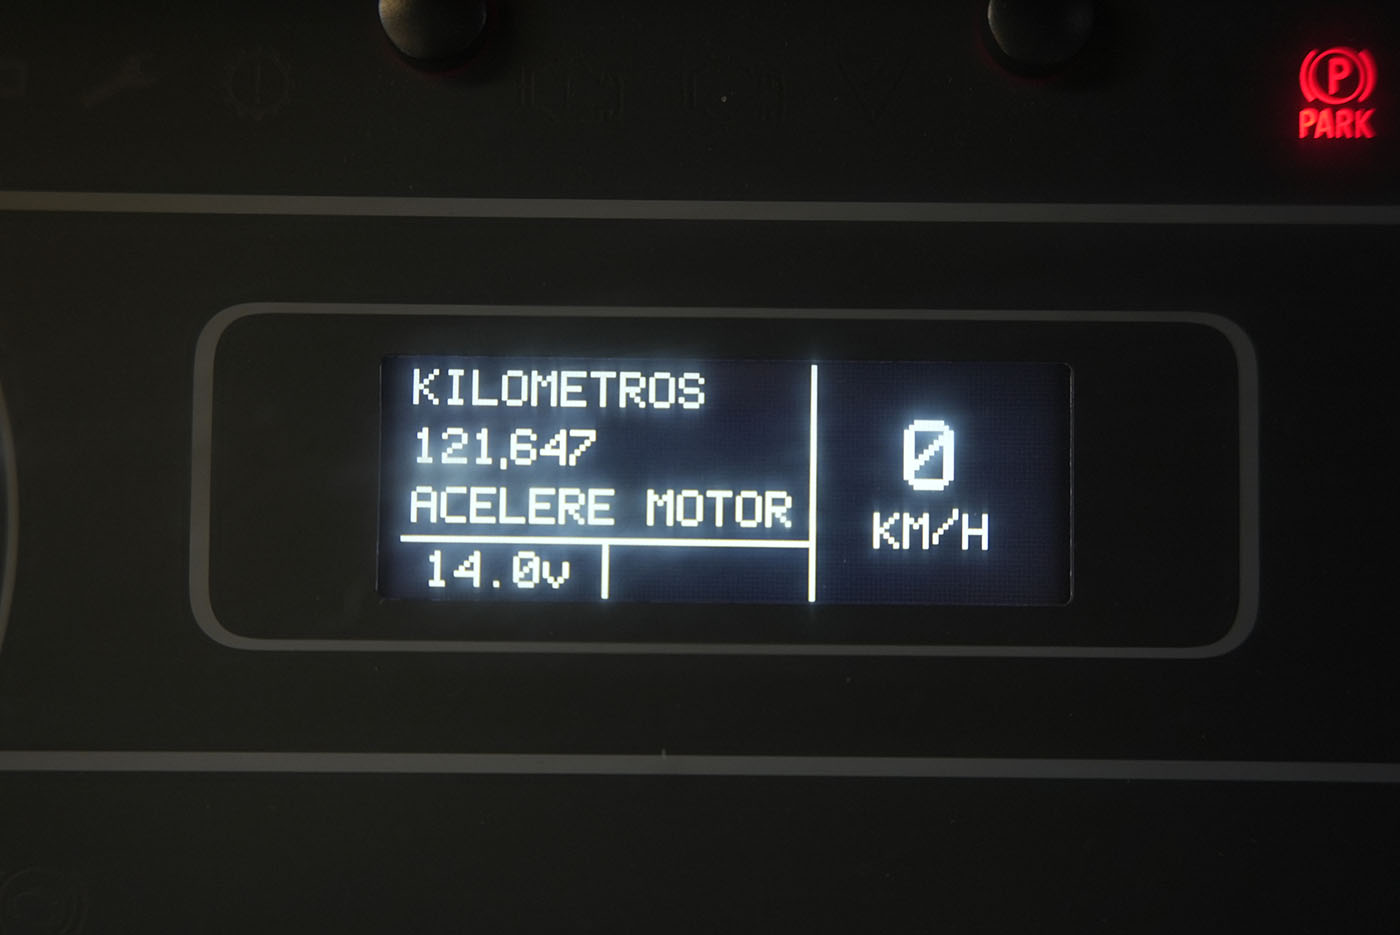 P
PARK
KILOMETROS
121,647
ACELERE MOTOR
14.0v
0
KM/H